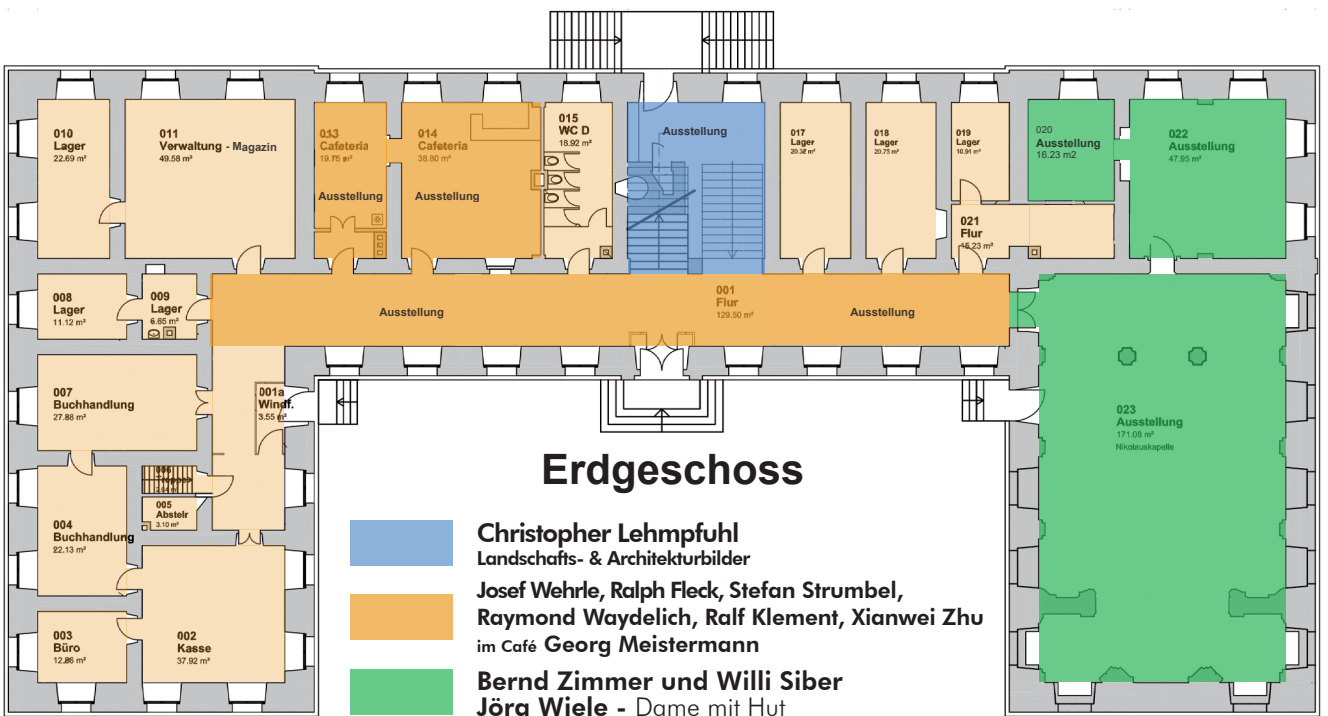 010
Lager
22.69 m²
011
Verwaltung - Magazin
49.58 m²
013
Cafeteria
19.75 m²
Ausstellung
014
Cafeteria
38.80 m²
Ausstellung
015
WC D
18.92 m²
Ausstellung
017
Lager
018
Lager
20.75 m²
019
Lager
020
Ausstellung
16.23 m2
022
Ausstellung
47.95 m²
021
Flur
15.23 m²
008
Lager
11.12 m²
009
Lager
6.65 m²
Ausstellung
001
Flur
129.50 m²
Ausstellung
007
Buchhandlung
27.88 m²
001a
Windf.
3.55 m²
023
Ausstellung
171.08 m²
Nikolauskapelle
006
Treppe
005
Abstelr
3.10 m²
004
Buchhandlung
22.13 m²
003
Büro
12.86 m²
002
Kasse
37.92 m²
Erdgeschoss
Christopher Lehmpfuhl
Landschafts- & Architekturbilder
Josef Wehrle, Ralph Fleck, Stefan Strumbel,
Raymond Waydelich, Ralf Klement, Xianwei Zhu
im Café Georg Meistermann
Bernd Zimmer und Willi Siber
Jörg Wiele - Dame mit Hut